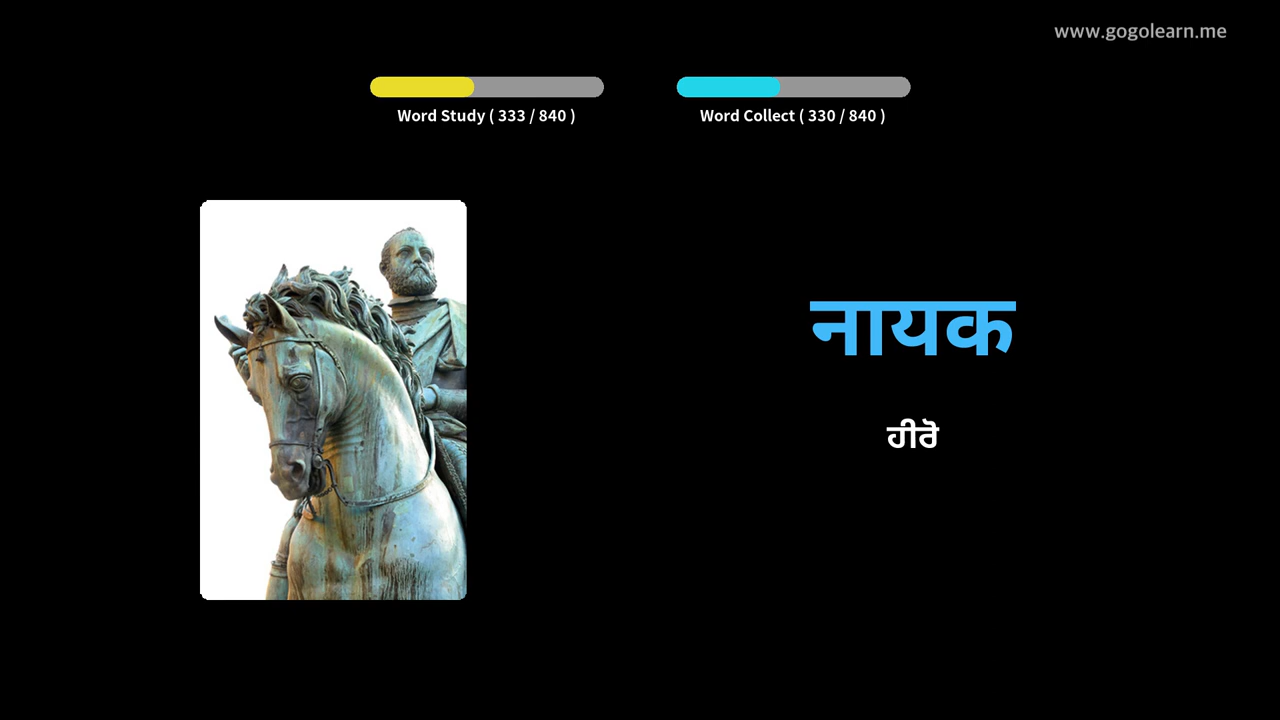 www.gogolearn.me
Word Study ( 333 / 840 )
Word Collect ( 330 / 840 )
नायक
ਹੀਰੋ